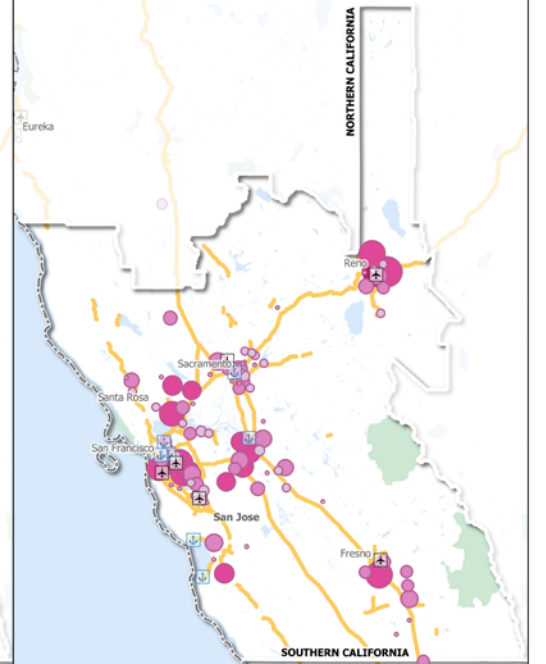 NORTHERN CALIFORNIA
Eureka
Reno
Sacramento
Santa Rosa
San Francisco
San Jose
Fresno
SOUTHERN CALIFORNIA